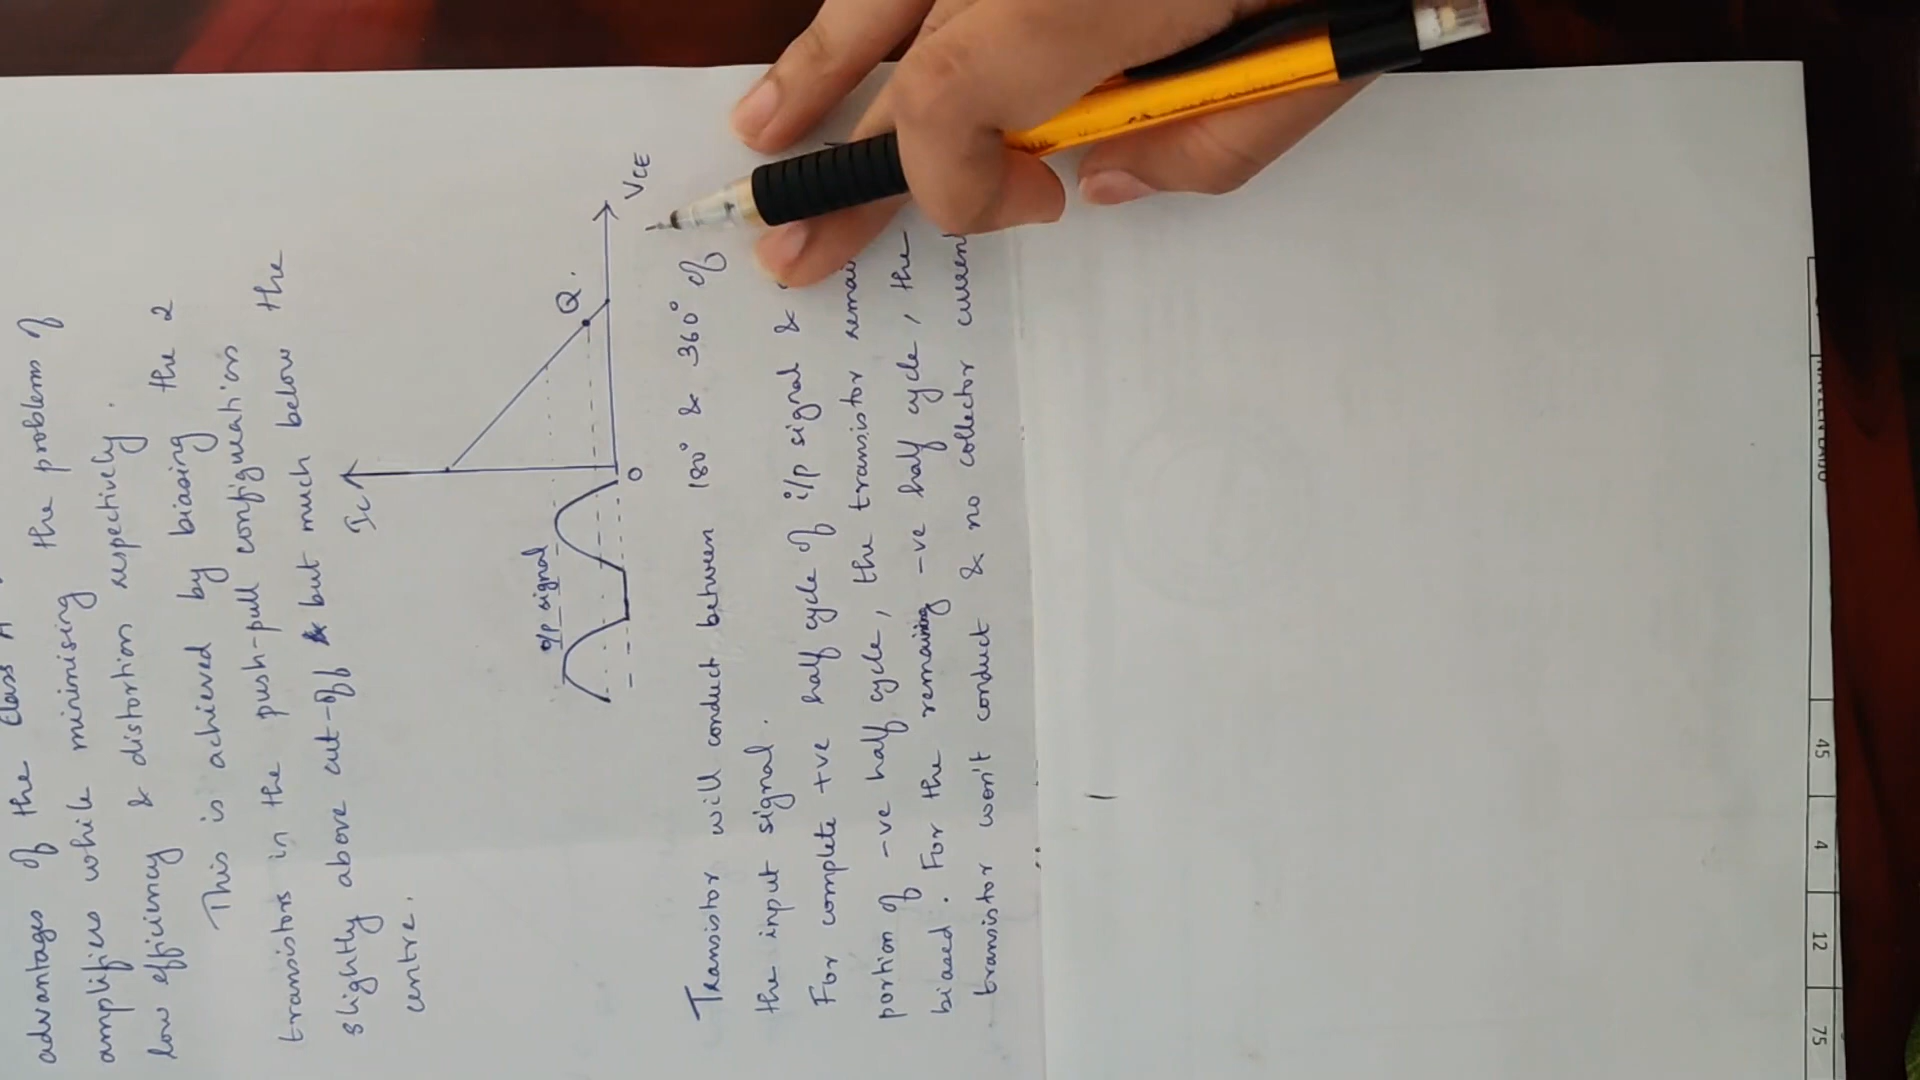 advantages of the class A
amplifiers while minimising the problems of
low efficiency & distortion respectively.
This is achieved by biasing the 2
transistors in the push-pull configuration
slightly above cut-off & but much below the
centre.
Ic
Q.
VCE
O
o/p signal
Transistor will conduct between 180° & 360° of
the input signal.
For complete +ve half cycle of i/p signal &
portion of -ve half cycle, the transistor remai
biased. For the remaining -ve half cycle, the
transistor won't conduct & no collector curren
45
4
12
75